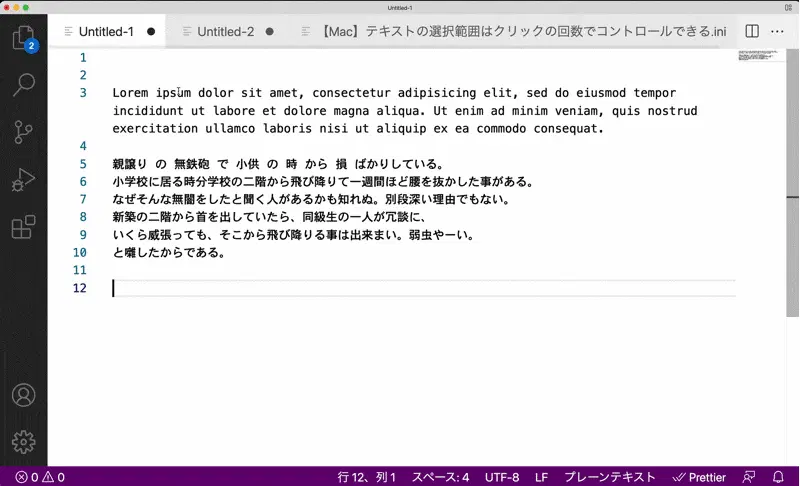 Untitled-1
Untitled-1
Untitled-2
【Mac】テキストの選択範囲はクリックの回数でコントロールできる.ini
2
1
2
3 Lorem ipsum dolor sit amet, consectetur adipisicing elit, sed do eiusmod tempor
incididunt ut labore et dolore magna aliqua. Ut enim ad minim veniam, quis nostrud
exercitation ullamco laboris nisi ut aliquip ex ea commodo consequat.
4
5 親譲り の 無鉄砲 で 小供 の 時 から 損 ばかりしている。
6 小学校に居る時分学校の二階から飛び降りて一週間ほど腰を抜かした事がある。
7 なぜそんな無闇をしたと聞く人があるかも知れぬ。別段深い理由でもない。
8 新築の二階から首を出していたら、同級生の一人が冗談に、
9 いくら威張っても、そこから飛び降りる事は出来まい。弱虫やーい。
10 と囃したからである。
11
12
0 0 行 12、列 1 スペース: 4 UTF-8 LF プレーンテキスト Prettier